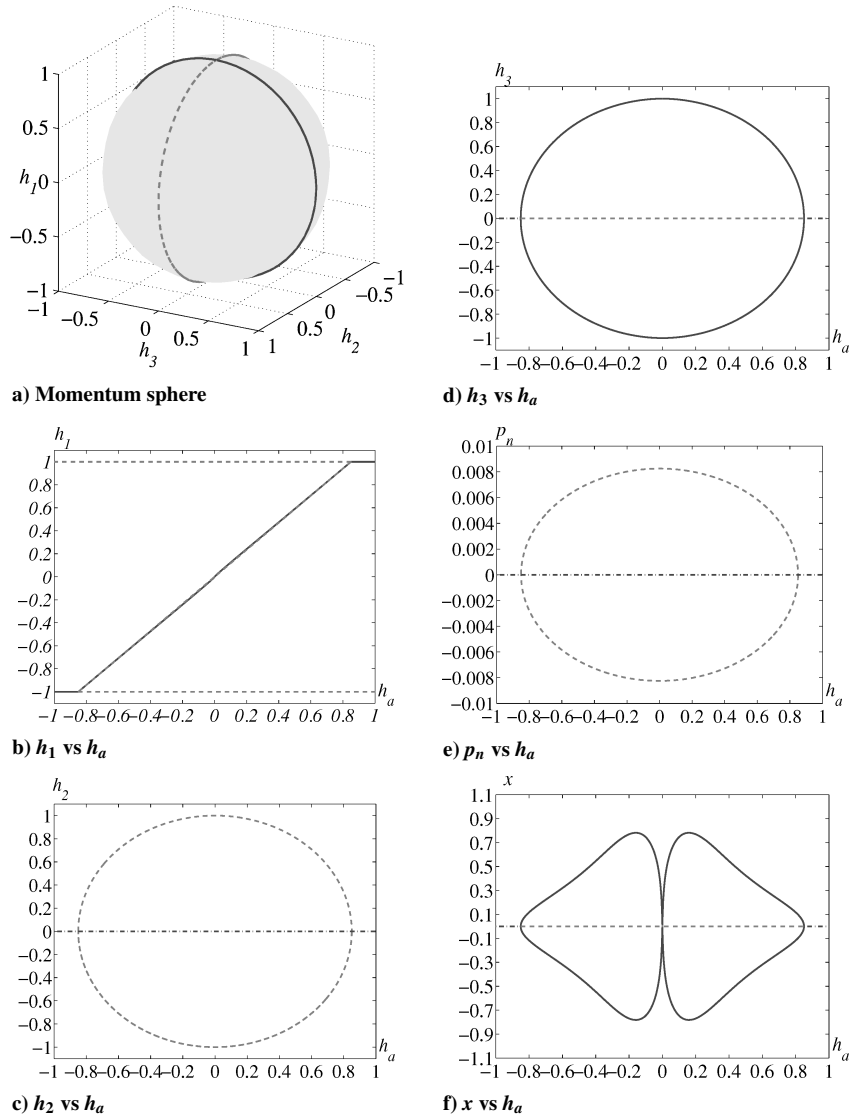 1
0.5
h1 0
−0.5
−1
−1
−0.5
0
0.5
1
h3
1
0.5
0
−0.5
−1
h2
a) Momentum sphere
h1
1
0.8
0.6
0.4
0.2
0
−0.2
−0.4
−0.6
−0.8
−1
ha
−1 −0.8 −0.6 −0.4 −0.2 0 0.2 0.4 0.6 0.8 1
b) h1 vs ha
h2
1
0.8
0.6
0.4
0.2
0
−0.2
−0.4
−0.6
−0.8
−1
ha
−1 −0.8 −0.6 −0.4 −0.2 0 0.2 0.4 0.6 0.8 1
c) h2 vs ha
h3
1
0.8
0.6
0.4
0.2
0
−0.2
−0.4
−0.6
−0.8
−1
ha
−1 −0.8 −0.6 −0.4 −0.2 0 0.2 0.4 0.6 0.8 1
d) h3 vs ha
pn
0.01
0.008
0.006
0.004
0.002
0
−0.002
−0.004
−0.006
−0.008
−0.01
ha
−1 −0.8 −0.6 −0.4 −0.2 0 0.2 0.4 0.6 0.8 1
e) pn vs ha
x
1.1
0.9
0.7
0.5
0.3
0.1
−0.1
−0.3
−0.5
−0.7
−0.9
−1.1
ha
−1 −0.8 −0.6 −0.4 −0.2 0 0.2 0.4 0.6 0.8 1
f) x vs ha